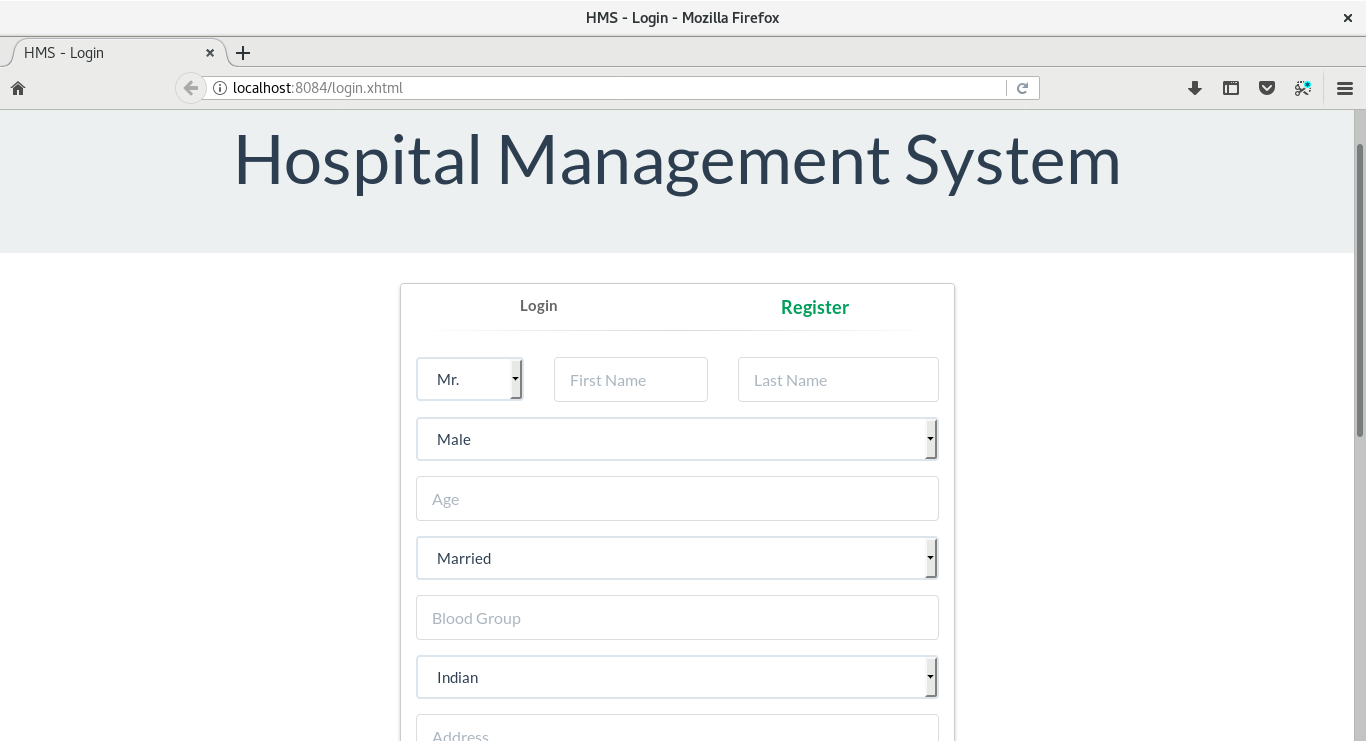 HMS - Login - Mozilla Firefox
HMS - Login
localhost:8084/login.xhtml
Hospital Management System
Login Register
Mr. First Name Last Name
Male
Age
Married
Blood Group
Indian
Address